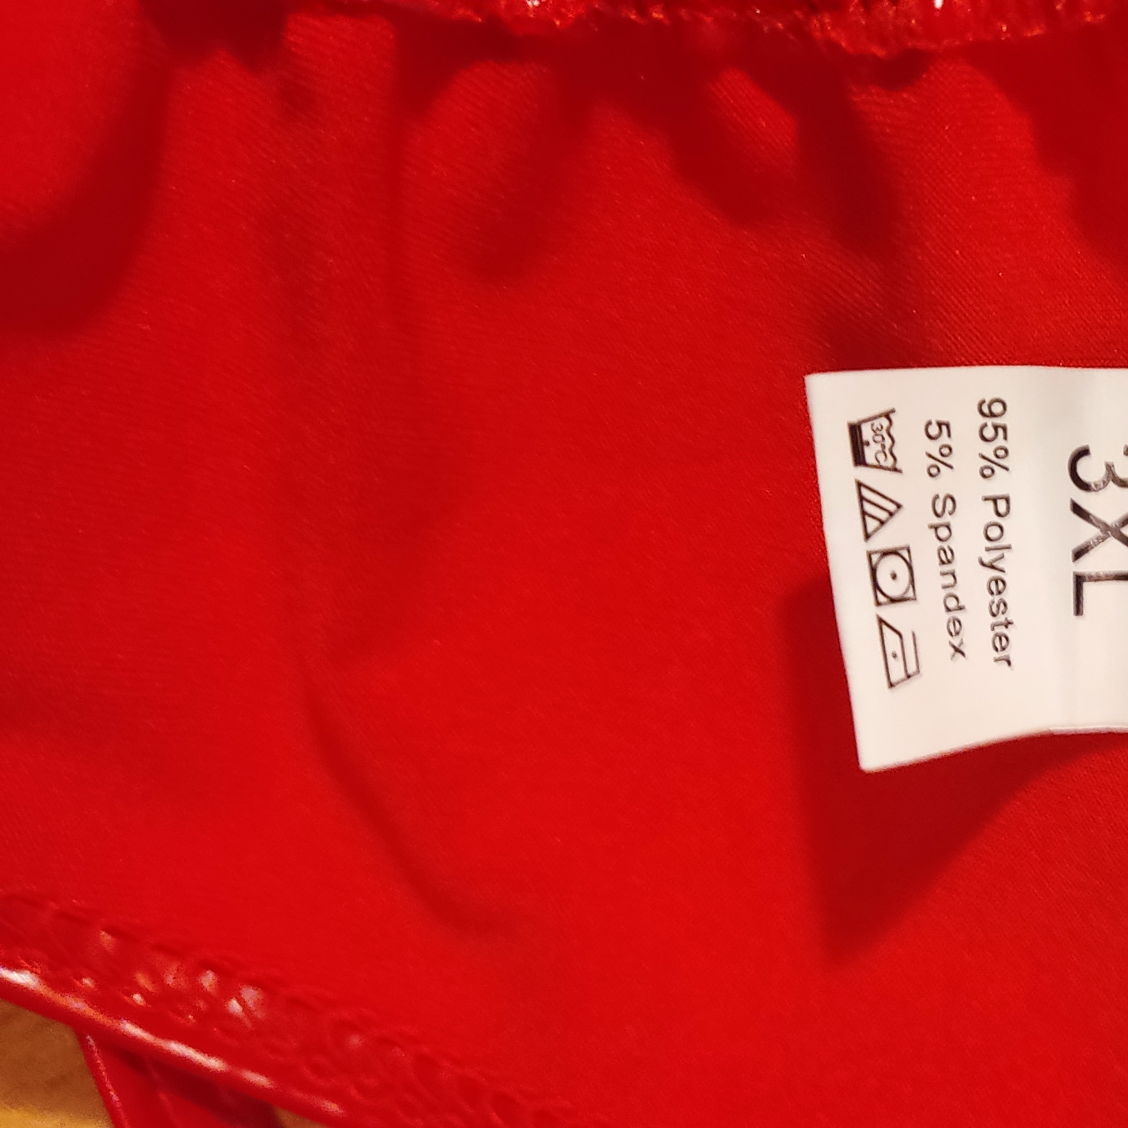 3XL
95% Polyester
5% Spandex
30°C